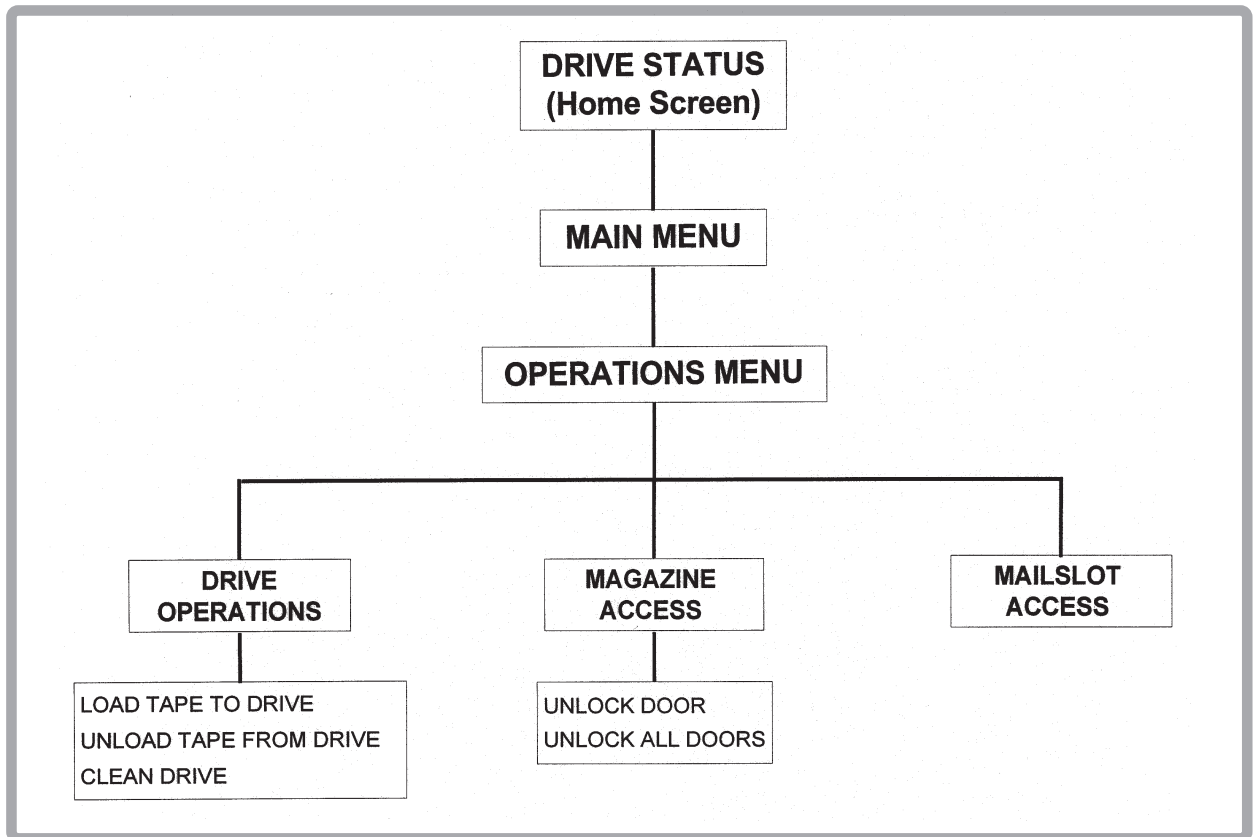 DRIVE STATUS
(Home Screen)
MAIN MENU
OPERATIONS MENU
DRIVE
OPERATIONS
LOAD TAPE TO DRIVE
UNLOAD TAPE FROM DRIVE
CLEAN DRIVE
MAGAZINE
ACCESS
UNLOCK DOOR
UNLOCK ALL DOORS
MAILSLOT
ACCESS